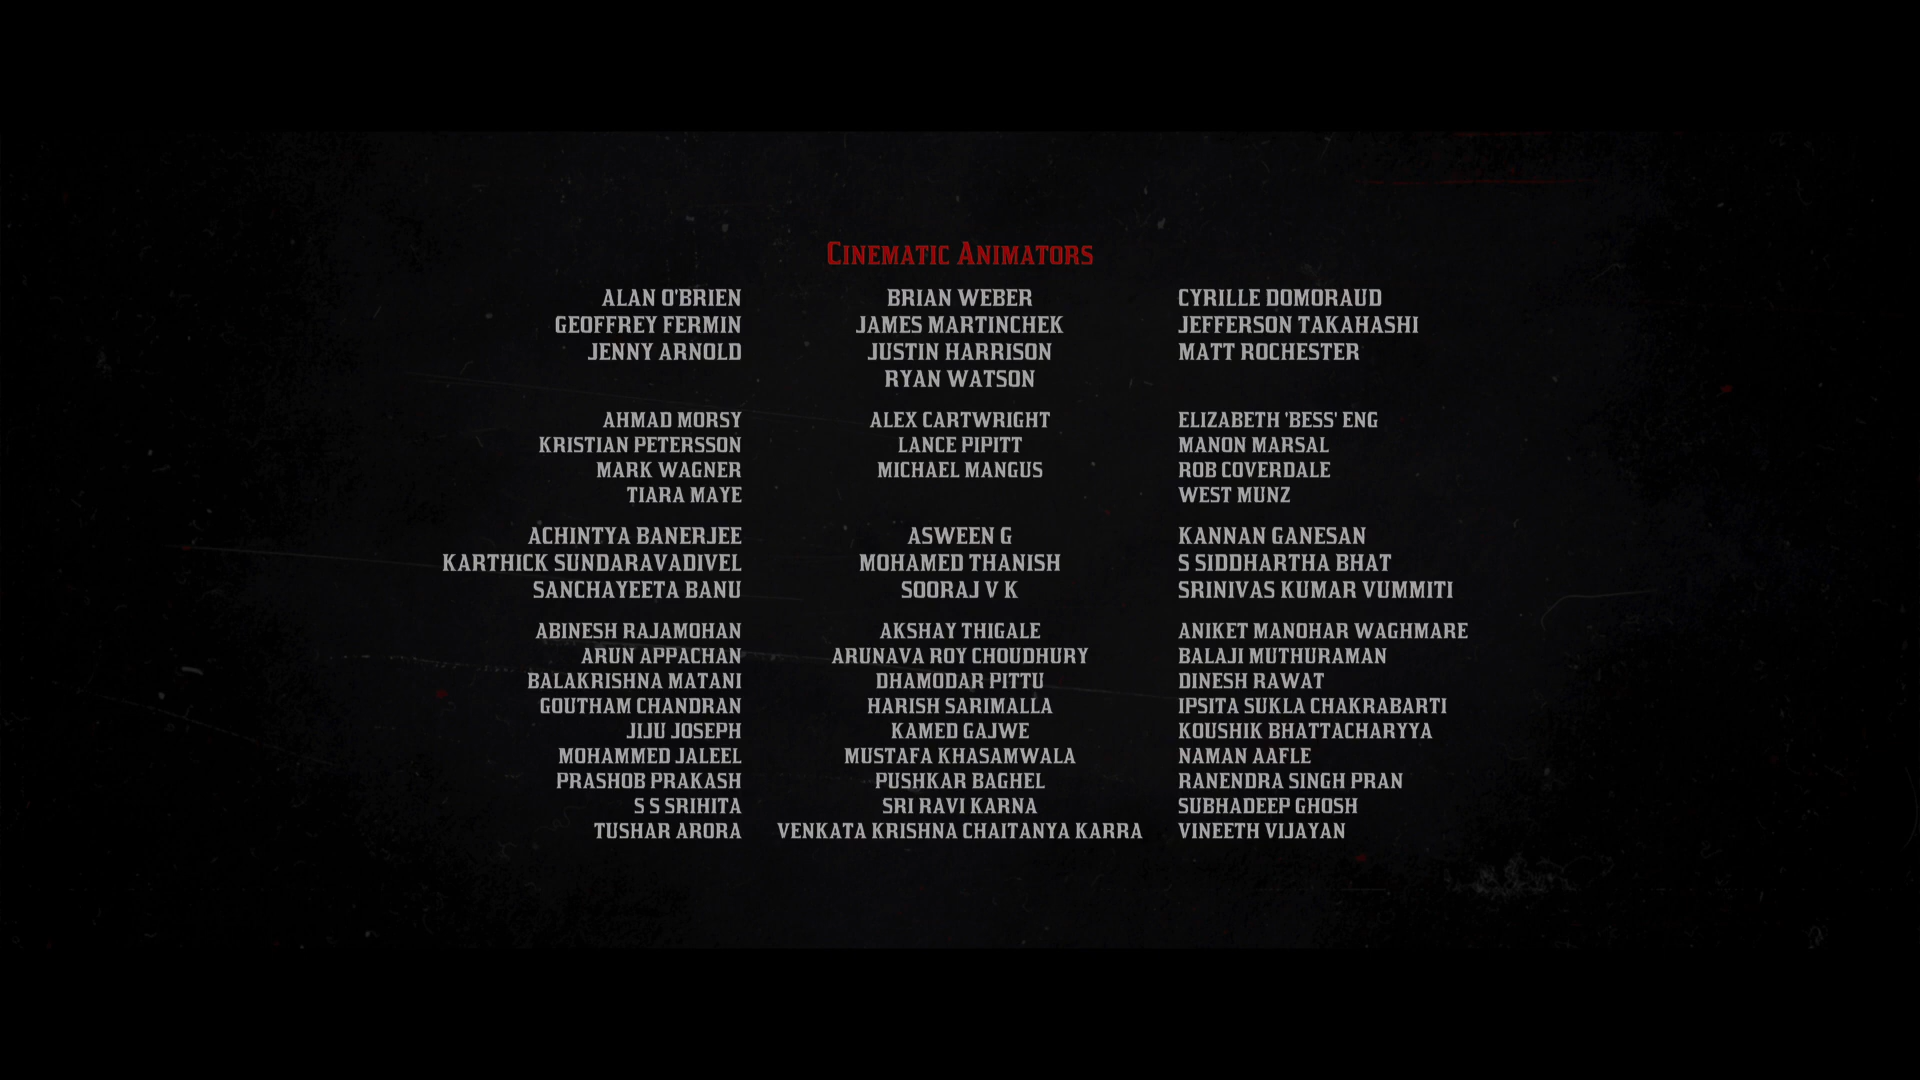 Cinematic Animators
ALAN O'BRIEN BRIAN WEBER CYRILLE DOMORAUD
GEOFFREY FERMIN JAMES MARTINCHEK JEFFERSON TAKAHASHI
JENNY ARNOLD JUSTIN HARRISON MATT ROCHESTER
RYAN WATSON
AHMAD MORSY ALEX CARTWRIGHT ELIZABETH 'BESS' ENG
KRISTIAN PETERSSON LANCE PIPITT MANON MARSAL
MARK WAGNER MICHAEL MANGUS ROB COVERDALE
TIARA MAYE WEST MUNZ
ACHINTYA BANERJEE ASWEEN G KANNAN GANESAN
KARTHICK SUNDARAVADIVEL MOHAMED THANISH S SIDDHARTHA BHAT
SANCHAYEETA BANU SOORAJ V K SRINIVAS KUMAR VUMMITI
ABINESH RAJAMOHAN AKSHAY THIGALE ANIKET MANOHAR WAGHMARE
ARUN APPACHAN ARUNAVA ROY CHOUDHURY BALAJI MUTHURAMAN
BALAKRISHNA MATANI DHAMODAR PITTU DINESH RAWAT
GOUTHAM CHANDRAN HARISH SARIMALLA IPSITA SUKLA CHAKRABARTI
JIJU JOSEPH KAMED GAJWE KOUSHIK BHATTACHARYYA
MOHAMMED JALEEL MUSTAFA KHASAMWALA NAMAN AAFLE
PRASHOB PRAKASH PUSHKAR BAGHEL RANENDRA SINGH PRAN
S S SRIHITA SRI RAVI KARNA SUBHADEEP GHOSH
TUSHAR ARORA VENKATA KRISHNA CHAITANYA KARRA VINEETH VIJAYAN